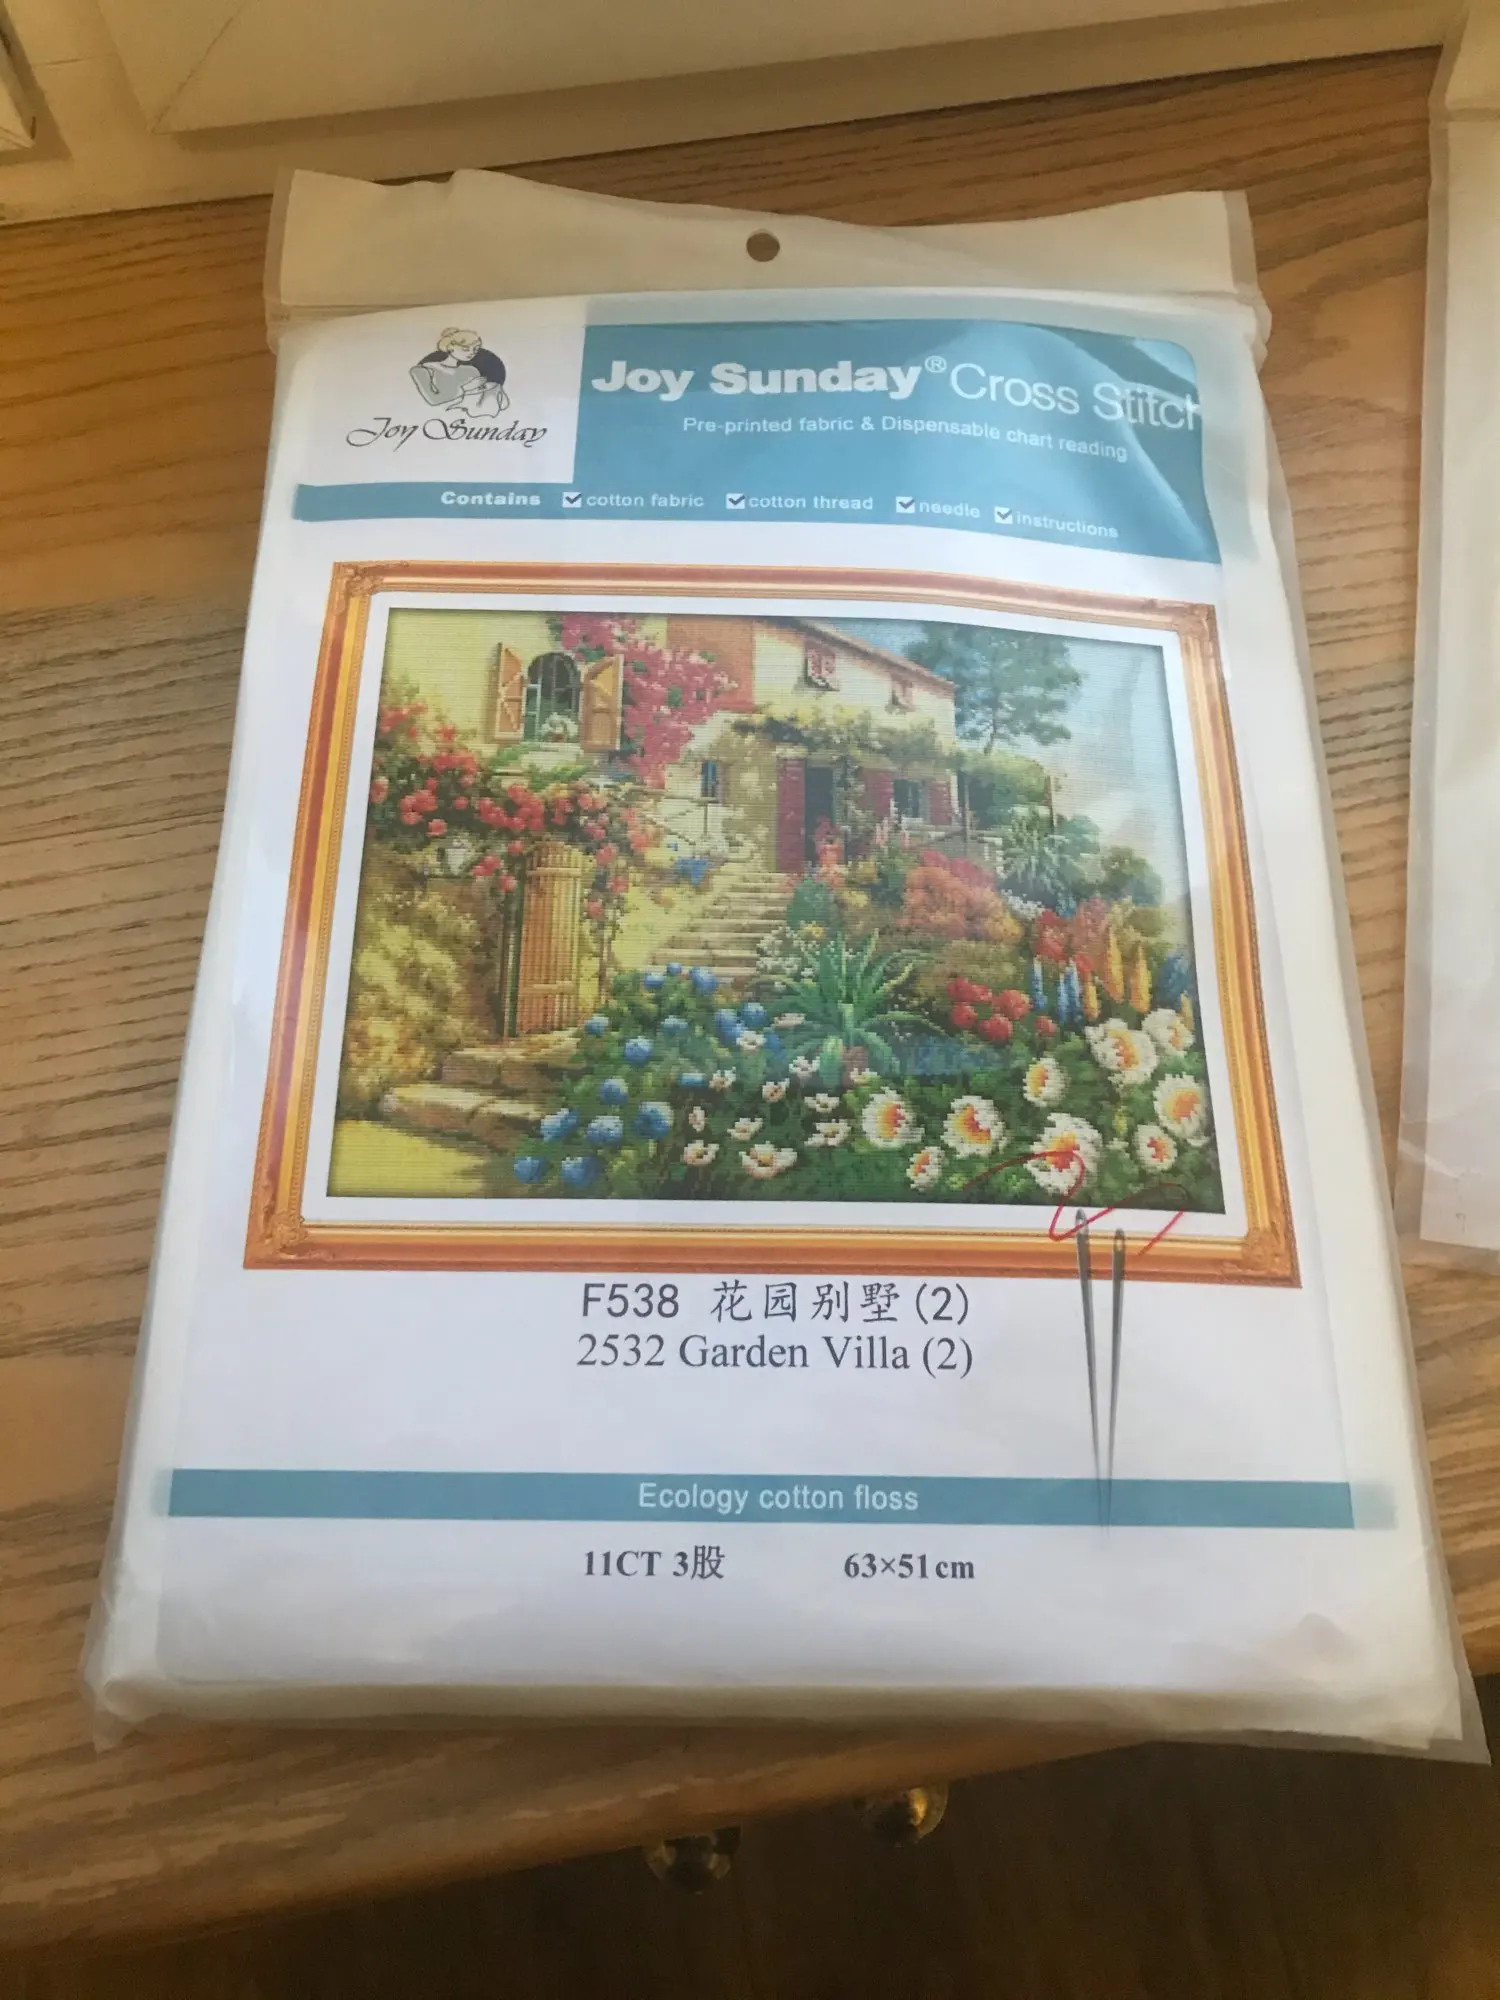 Joy Sunday
Joy Sunday® Cross Stitch
Pre-printed fabric & Dispensable chart reading
Contains cotton fabric cotton thread needle instructions
F538 花园别墅(2)
2532 Garden Villa (2)
Ecology cotton floss
11CT 3股 63×51cm